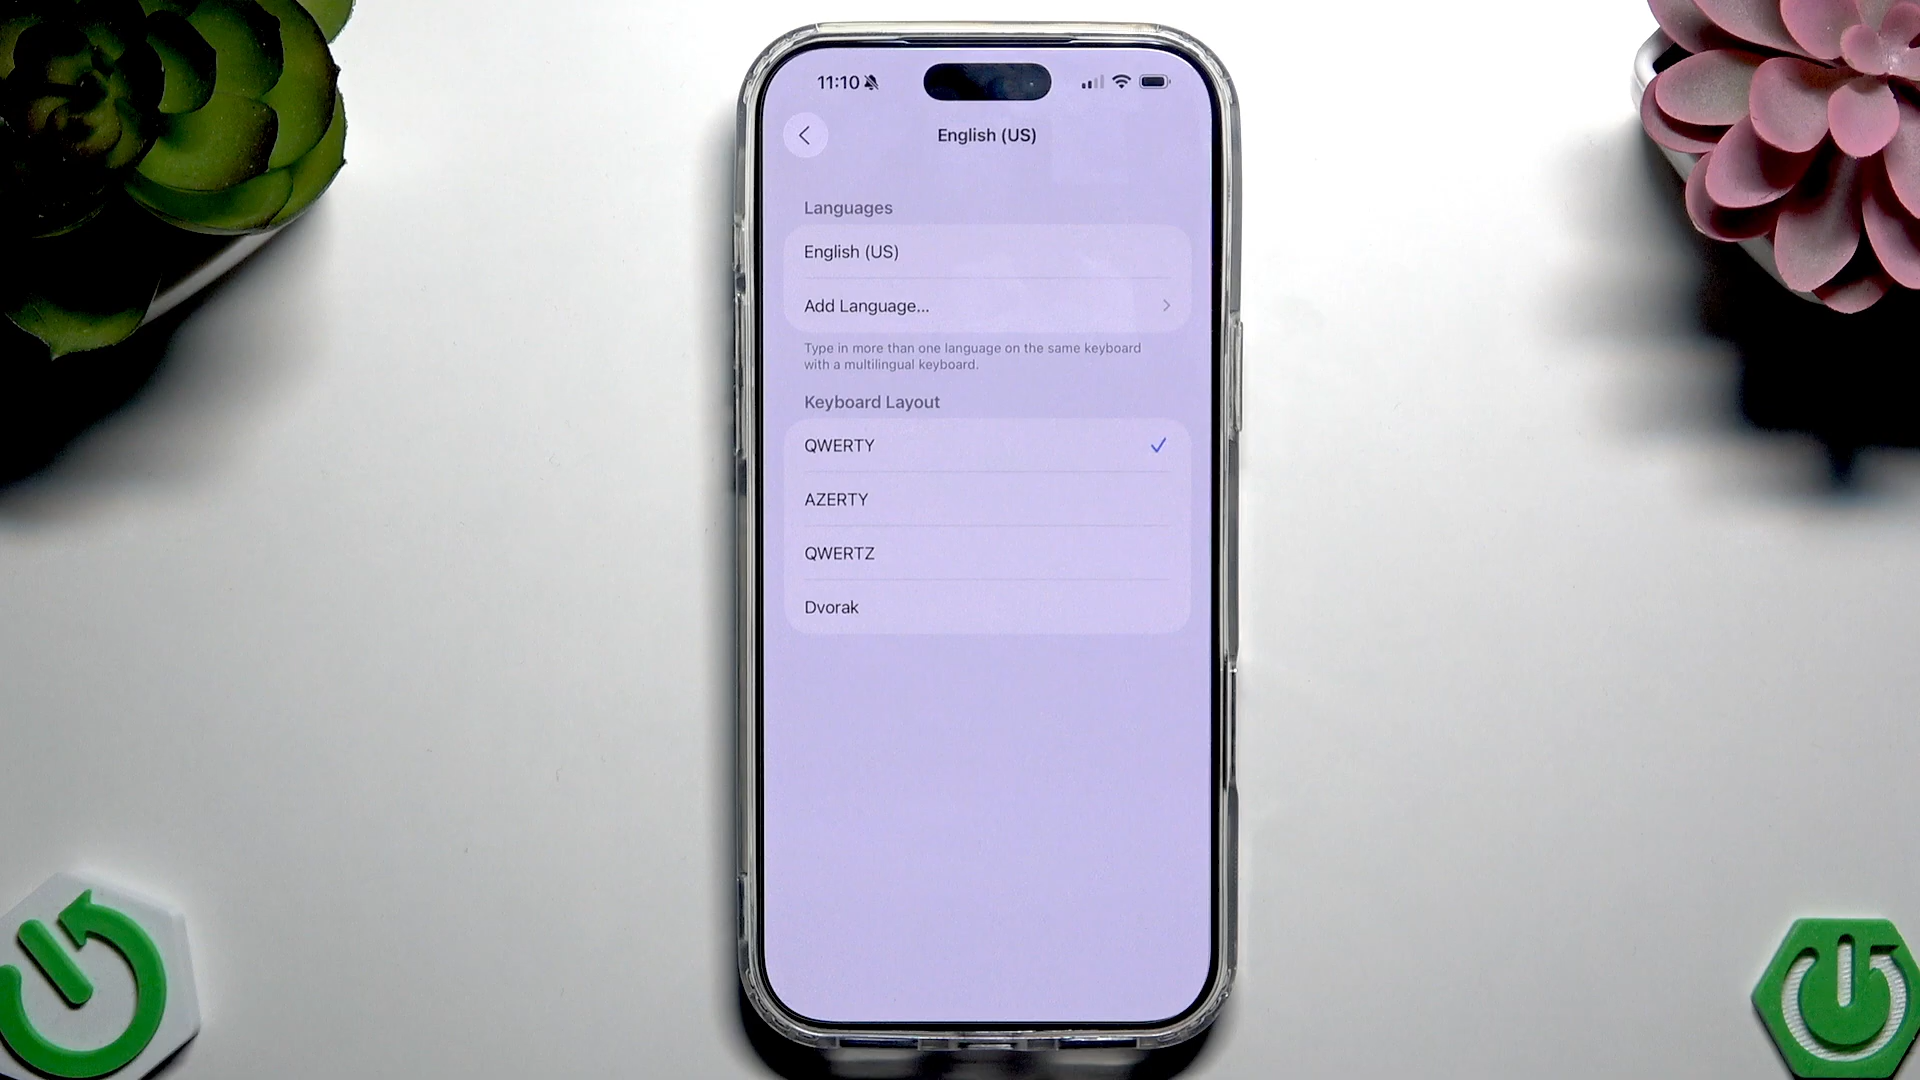 11:10
English (US)
Languages
English (US)
Add Language...
Type in more than one language on the same keyboard
with a multilingual keyboard.
Keyboard Layout
QWERTY
AZERTY
QWERTZ
Dvorak